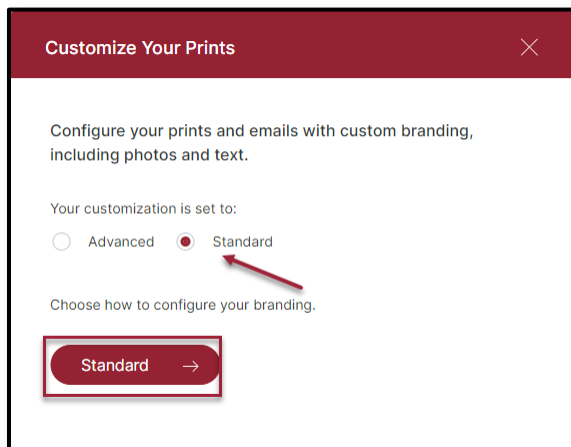 Customize Your Prints
Configure your prints and emails with custom branding,
including photos and text.
Your customization is set to:
Advanced Standard
Choose how to configure your branding.
Standard →